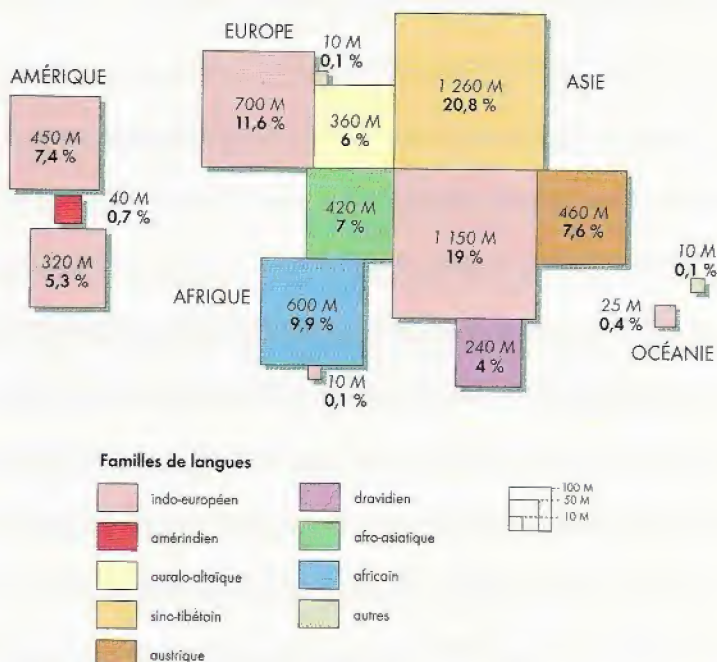 EUROPE
10 M
0,1 %
AMÉRIQUE
ASIE
1 260 M
20,8 %
700 M
11,6 %
360 M
6 %
450 M
7,4 %
40 M
0,7 %
420 M
7 %
1 150 M
19 %
460 M
7,6 %
320 M
5,3 %
10 M
0,1 %
25 M
0,4 %
OCÉANIE
AFRIQUE
600 M
9,9 %
240 M
4 %
10 M
0,1 %
Familles de langues
indo-européen
amérindien
ouralo-altaïque
sino-tibétain
austrique
dravidien
afro-asiatique
africain
autres
100 M
50 M
10 M